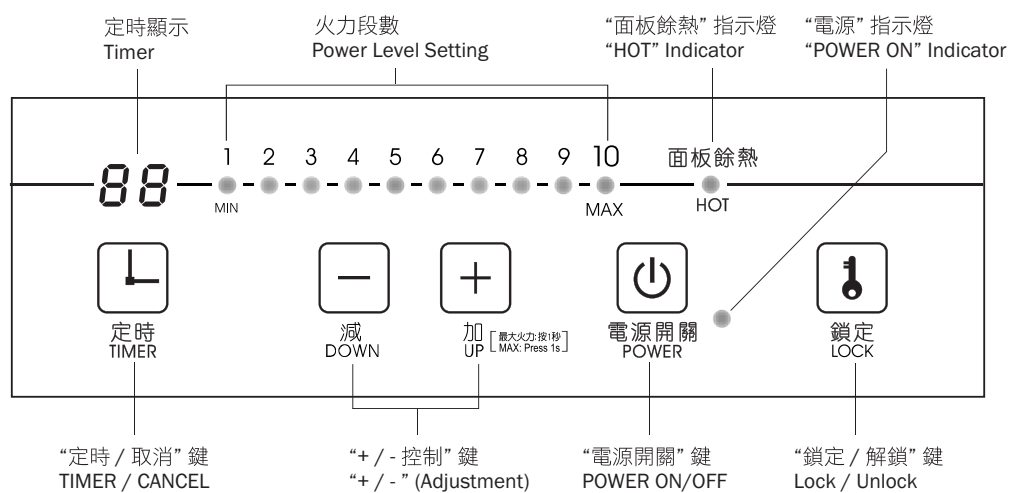 定時顯示
Timer
火力段數
Power Level Setting
“面板餘熱” 指示燈
“HOT” Indicator
“電源” 指示燈
“POWER ON” Indicator
88
1 2 3 4 5 6 7 8 9 10
MIN
MAX
面板餘熱
HOT
定時
TIMER
減
DOWN
加
UP
最大火力:按1秒
MAX: Press 1s
電源開關
POWER
鎖定
LOCK
“定時 / 取消” 鍵
TIMER / CANCEL
“+ / - 控制” 鍵
“+ / - ” (Adjustment)
“電源開關” 鍵
POWER ON/OFF
“鎖定 / 解鎖” 鍵
Lock / Unlock